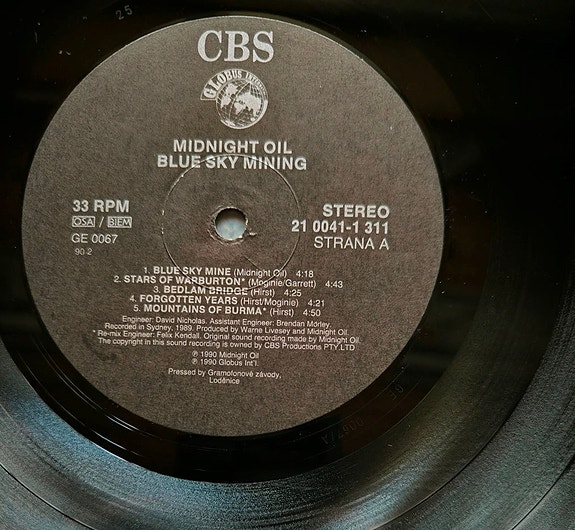 25
CBS
GLOBUS INTERN
MIDNIGHT OIL
BLUE SKY MINING
33 RPM
OSA / BIEM
GE 0067
90 2
STEREO
21 0041-1 311
STRANA A
1. BLUE SKY MINE (Midnight Oil) 4:18
2. STARS OF WARBURTON* (Moginie/Garrett) 4:43
3. BEDLAM BRIDGE (Hirst) 4:25
4. FORGOTTEN YEARS (Hirst/Moginie) 4:21
5. MOUNTAINS OF BURMA* (Hirst) 4:50
Engineer: David Nicholas. Assistant Engineer: Brendan Morley.
Recorded in Sydney, 1989. Produced by Warne Livesey and Midnight Oil.
* Re-mix Engineer: Felix Kendall. Original sound recording made by Midnight Oil.
The copyright in this sound recording is owned by CBS Productions PTY.LTD
℗ 1990 Midnight Oil
℗ 1990 Globus Int'l.
Pressed by Gramofonové závody,
Loděnice